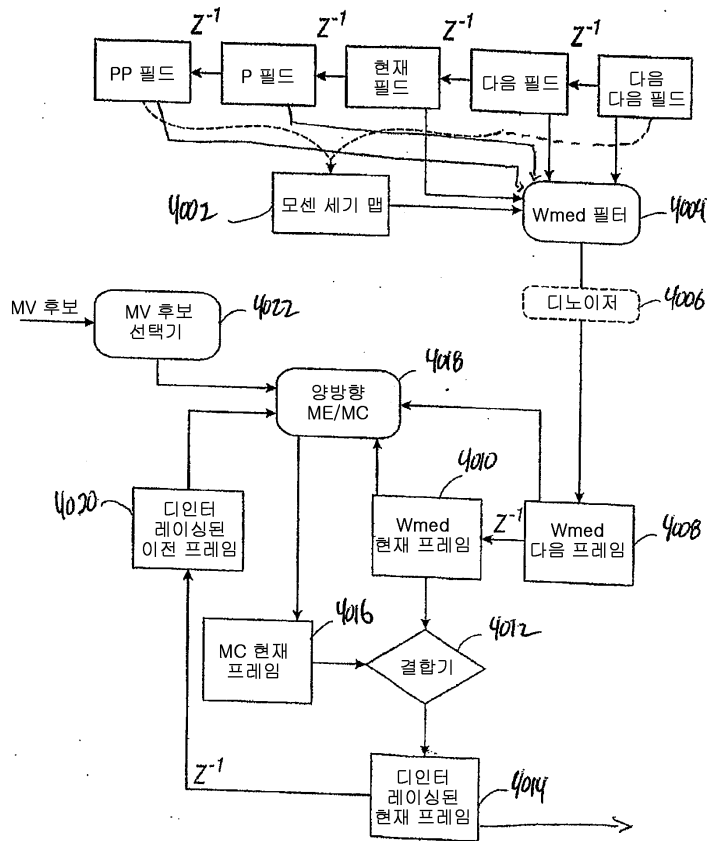 Z⁻¹ Z⁻¹ Z⁻¹ Z⁻¹
PP 필드
P 필드
현재
필드
다음 필드
다음
다음 필드
4002
모센 세기 맵
Wmed 필터
4004
디노이저
4006
MV 후보
MV 후보
선택기
4022
양방향
ME/MC
4018
4020
디인터
레이싱된
이전 프레임
4010
Wmed
현재 프레임
Z⁻¹
Wmed
다음 프레임
4008
4016
MC 현재
프레임
4012
결합기
Z⁻¹
디인터
레이싱된
현재 프레임
4014